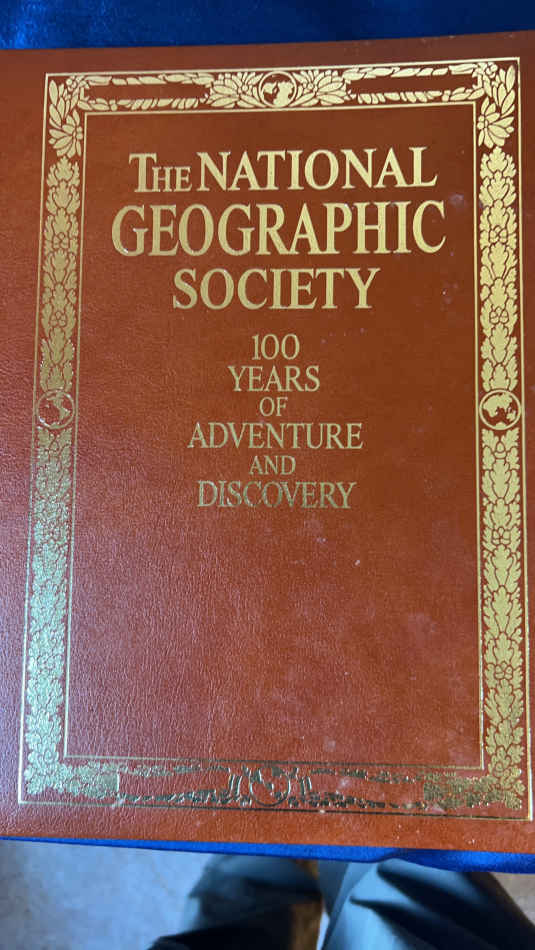 THE NATIONAL
GEOGRAPHIC
SOCIETY
100
YEARS
OF
ADVENTURE
AND
DISCOVERY